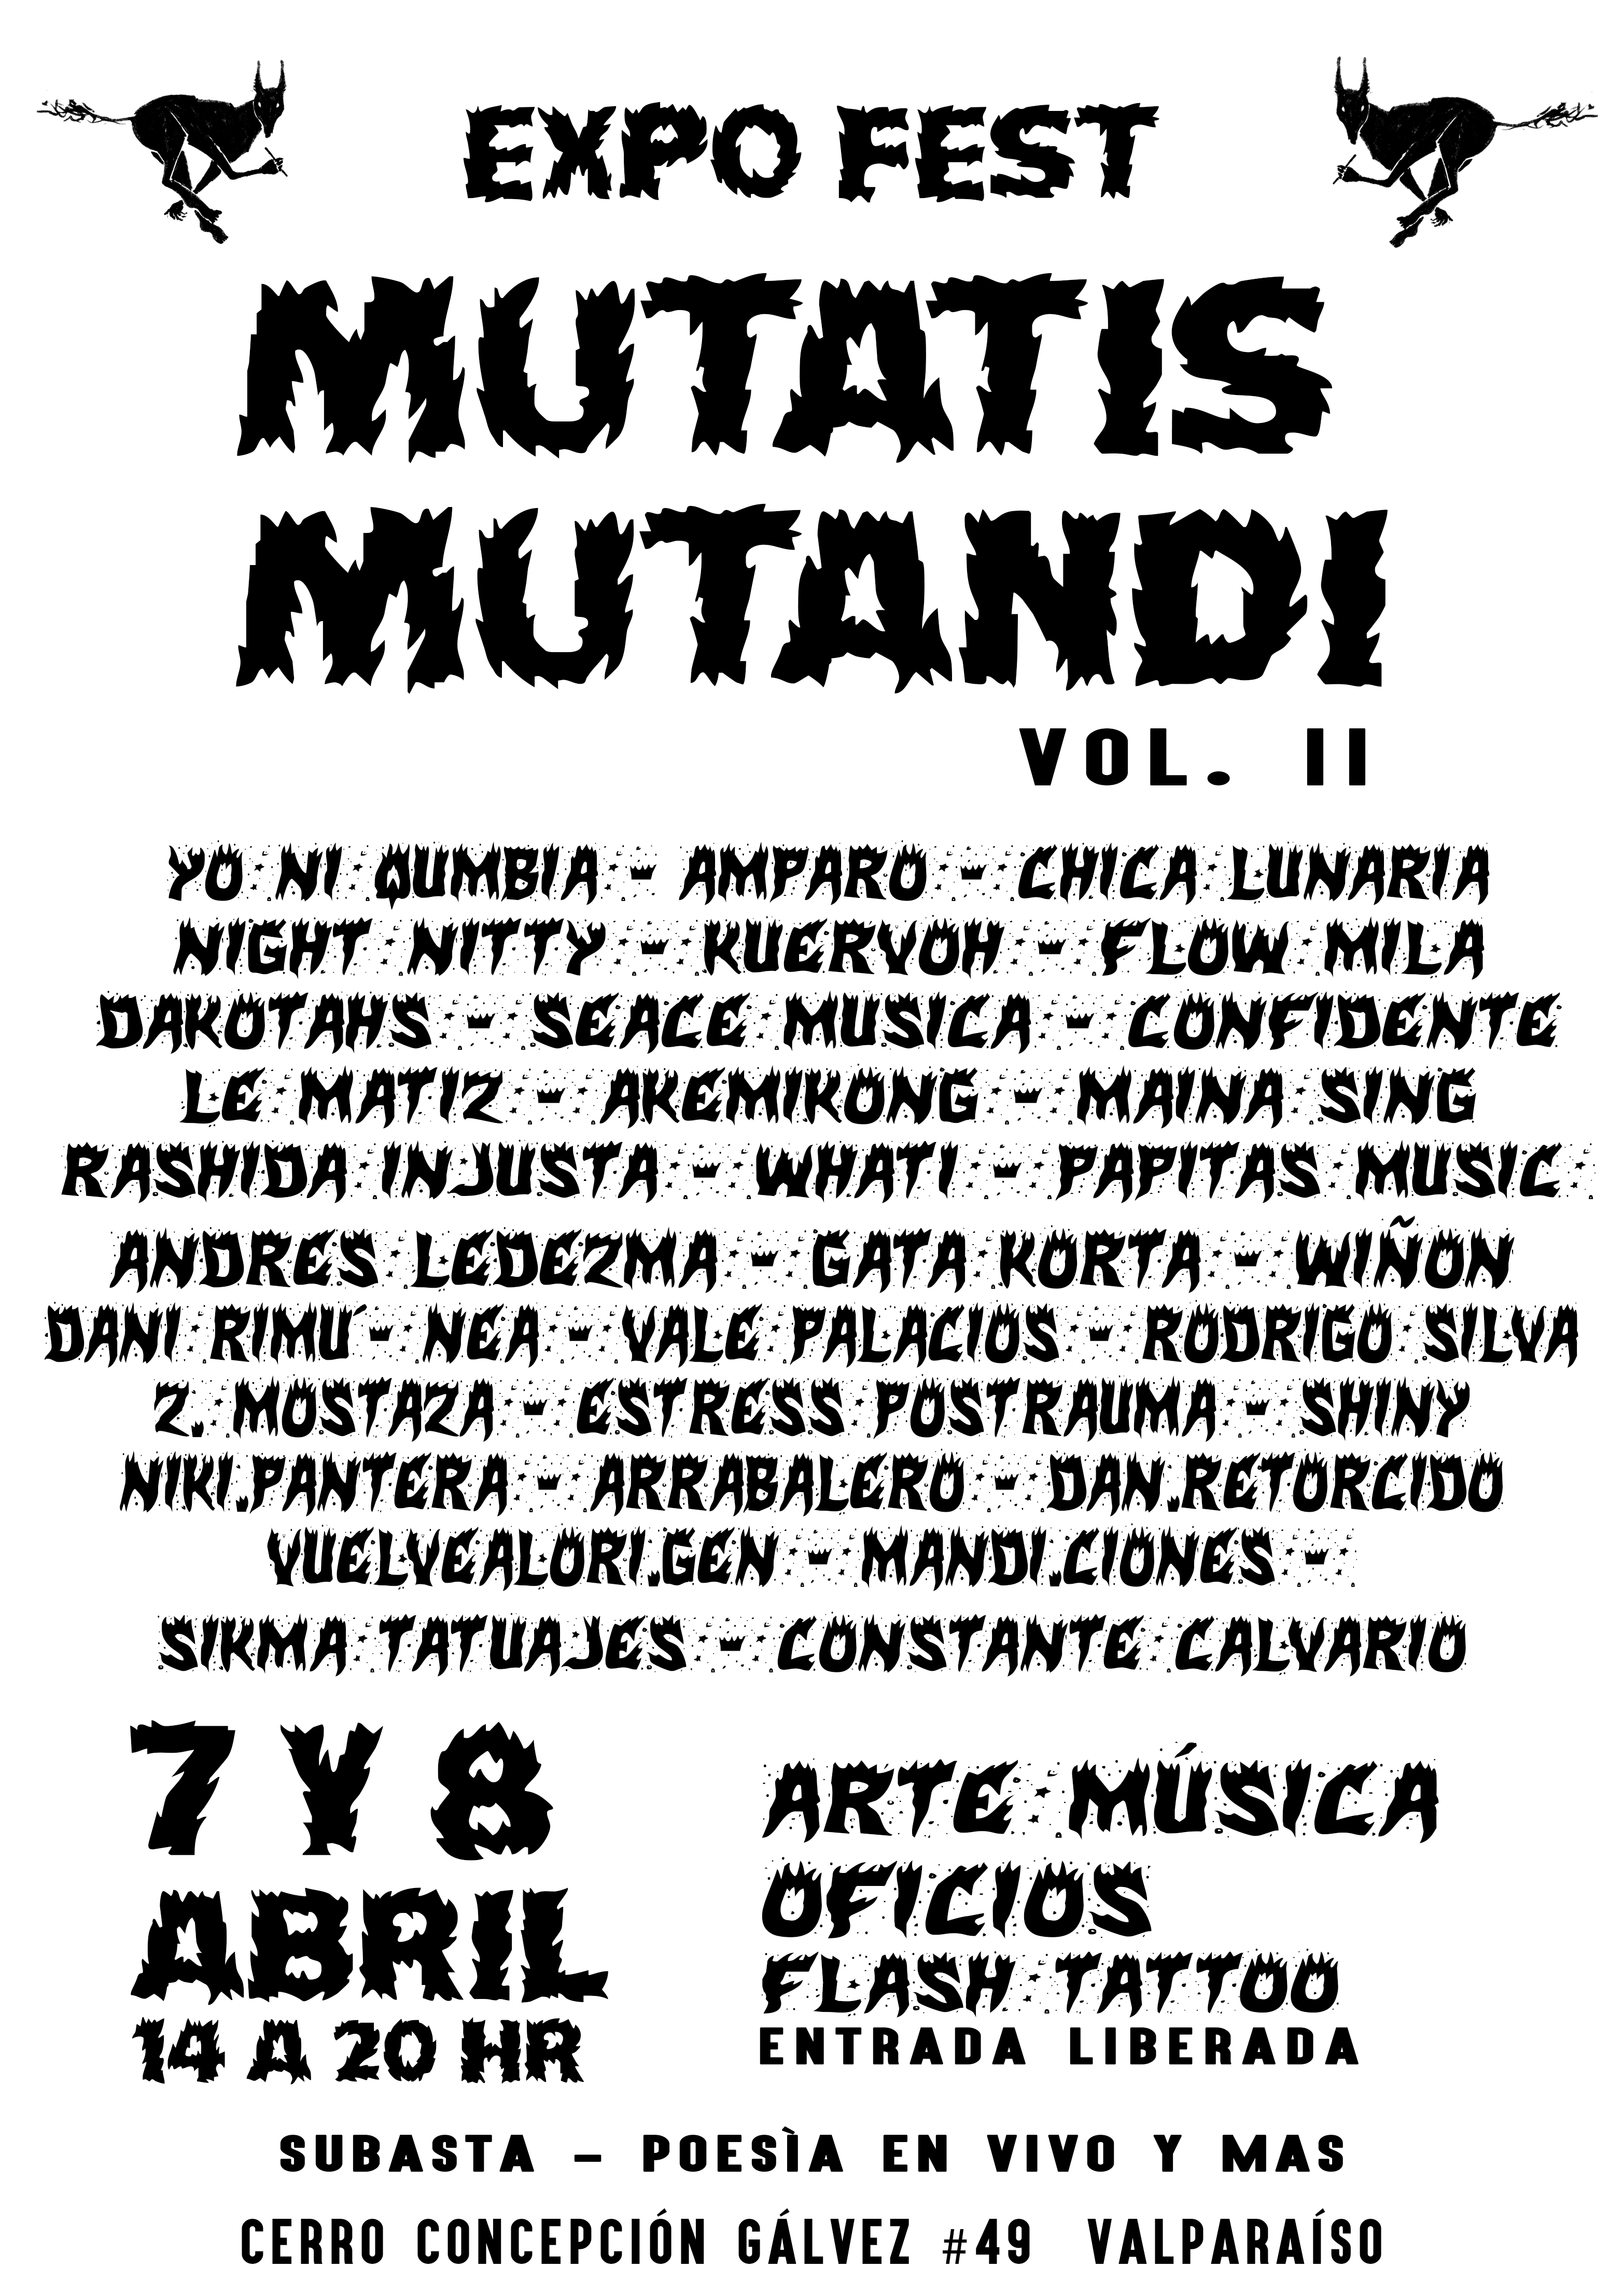 EXPO FEST
MUTATIS
MUTANDI
VOL. II
YO NI QUMBIA - AMPARO - CHICA LUNARIA
NIGHT NITTY - KUERVOH - FLOW MILA
DAKOTAHS - SEACE MUSICA - CONFIDENTE
LE MATIZ - AKEMIKONG - MAINA SING
RASHIDA INJUSTA - WHATI - PAPITAS MUSIC
ANDRES LEDEZMA - GATA KORTA - WIÑON
DANI RIMU´- NEA - VALE PALACIOS - RODRIGO SILVA
Z. MOSTAZA - ESTRESS POSTRAUMA - SHINY
NIKI.PANTERA - ARRABALERO - DAN.RETORCIDO
VUELVEALORI.GEN - MANDI.CIONES -
SIKMA TATUAJES - CONSTANTE CALVARIO
7 Y 8
ABRIL
14 A 20 HR
ARTE MÚSICA
OFICIOS
FLASH TATTOO
ENTRADA LIBERADA
SUBASTA – POESÌA EN VIVO Y MAS
CERRO CONCEPCIÓN GÁLVEZ #49 VALPARAÍSO